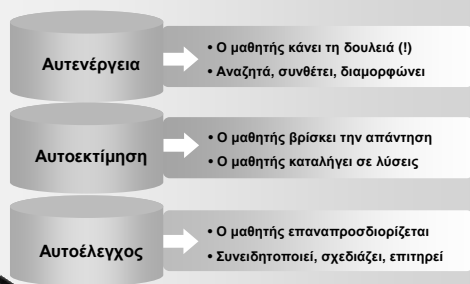 Αυτενέργεια
• Ο μαθητής κάνει τη δουλειά (!)
• Αναζητά, συνθέτει, διαμορφώνει
Αυτοεκτίμηση
• Ο μαθητής βρίσκει την απάντηση
• Ο μαθητής καταλήγει σε λύσεις
Αυτοέλεγχος
• Ο μαθητής επαναπροσδιορίζεται
• Συνειδητοποιεί, σχεδιάζει, επιτηρεί